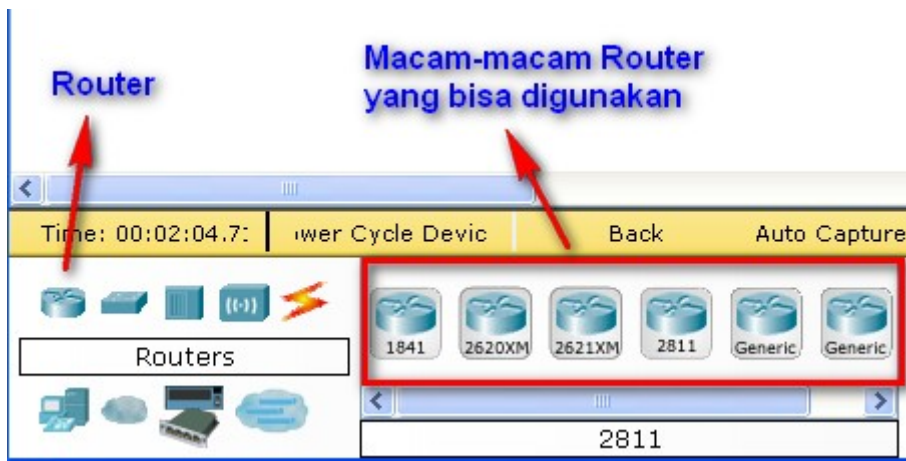 Router
Macam-macam Router
yang bisa digunakan
Time: 00:02:04.7
wer Cycle Devic
Back
Auto Capture
Routers
1841
2620XM
2621XM
2811
Generic
Generic
2811